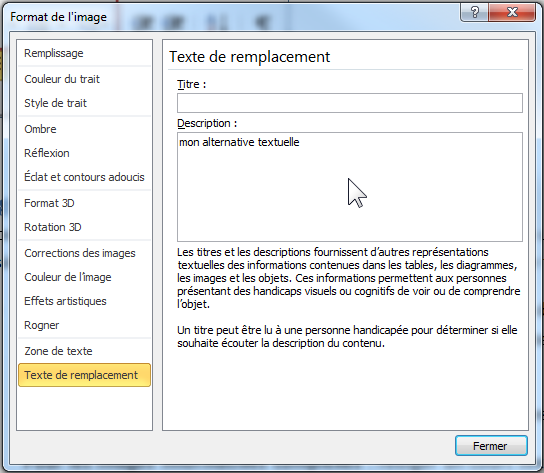 Format de l'image
Remplissage
Couleur du trait
Style de trait
Ombre
Réflexion
Éclat et contours adoucis
Format 3D
Rotation 3D
Corrections des images
Couleur de l'image
Effets artistiques
Rogner
Zone de texte
Texte de remplacement
Texte de remplacement
Titre :
Description :
mon alternative textuelle
Les titres et les descriptions fournissent d'autres représentations
textuelles des informations contenues dans les tables, les diagrammes,
les images et les objets. Ces informations permettent aux personnes
présentant des handicaps visuels ou cognitifs de voir ou de comprendre
l'objet.
Un titre peut être lu à une personne handicapée pour déterminer si elle
souhaite écouter la description du contenu.
Fermer